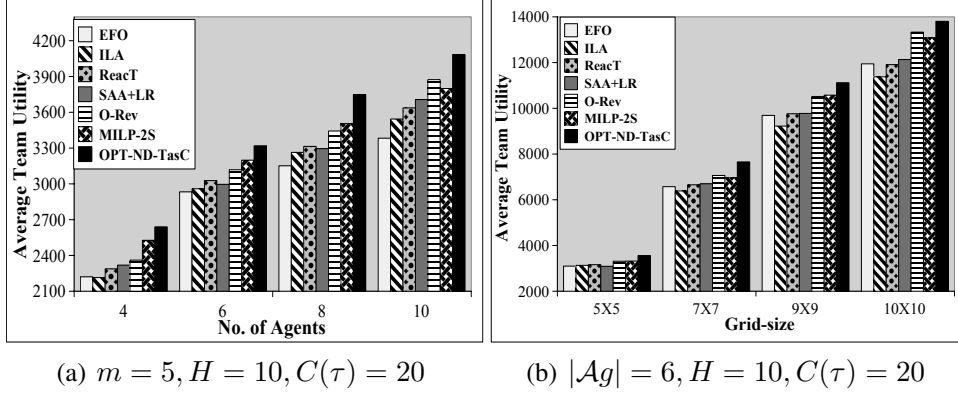 Average Team Utility
4200
3900
3600
3300
3000
2700
2400
2100
EFO
ILA
ReacT
SAA+LR
O-Rev
MILP-2S
OPT-ND-TasC
4
6
8
10
No. of Agents
(a) m = 5, H = 10, C(τ) = 20
Average Team Utility
14000
12000
10000
8000
6000
4000
2000
EFO
ILA
ReacT
SAA+LR
O-Rev
MILP-2S
OPT-ND-TasC
5X5
7X7
9X9
10X10
Grid-size
(b) |𝒜g| = 6, H = 10, C(τ) = 20